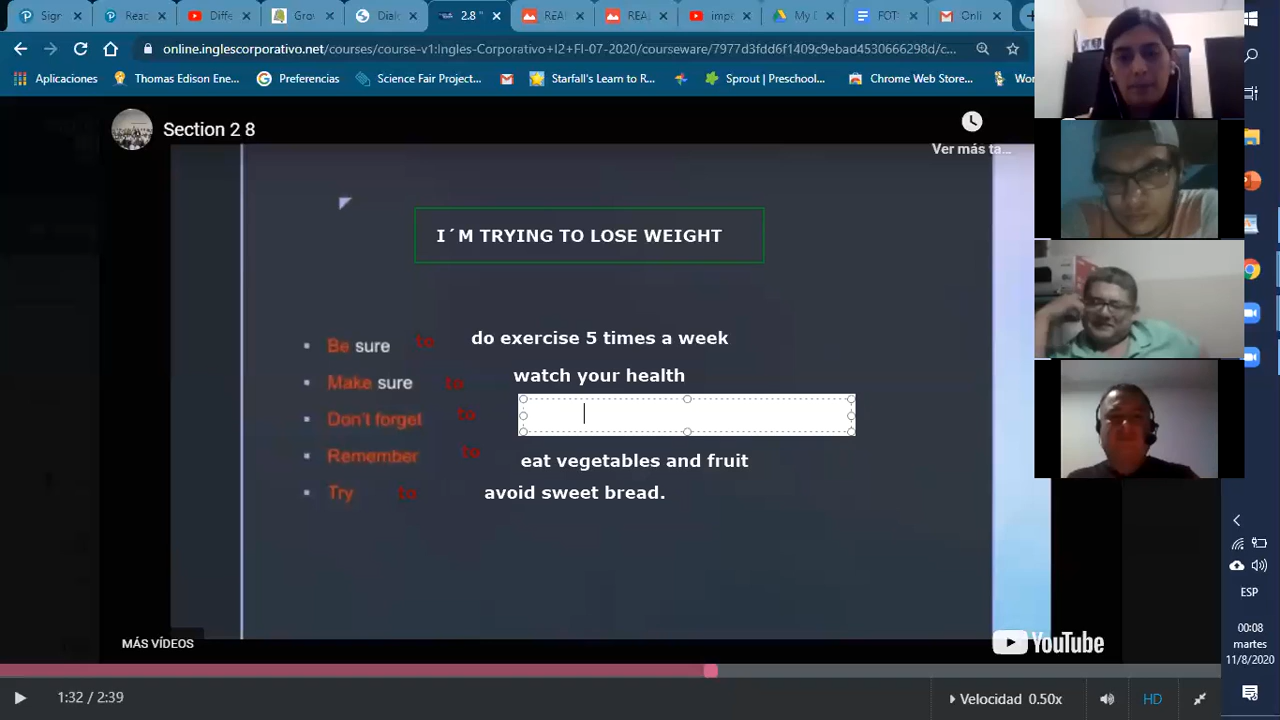 Sign
Reac
Diffe
Gro
Dialo
2.8 "
REA
REAL
impe
My D
FOT
Onli
online.inglescorporativo.net/courses/course-v1:Ingles-Corporativo+I2+FI-07-2020/courseware/7977d3fdd6f1409c9ebad4530666298d/c...
Aplicaciones
Thomas Edison Ene...
Preferencias
Science Fair Project...
Starfall's Learn to R...
Sprout | Preschool...
Chrome Web Store...
Wor
Section 2 8
Ver más ta...
I´M TRYING TO LOSE WEIGHT
• Be sure to do exercise 5 times a week
• Make sure to watch your health
• Don't forget to
• Remember to eat vegetables and fruit
• Try to avoid sweet bread.
MÁS VÍDEOS
YouTube
1:32 / 2:39
Velocidad 0.50x
HD
ESP
00:08
martes
11/8/2020